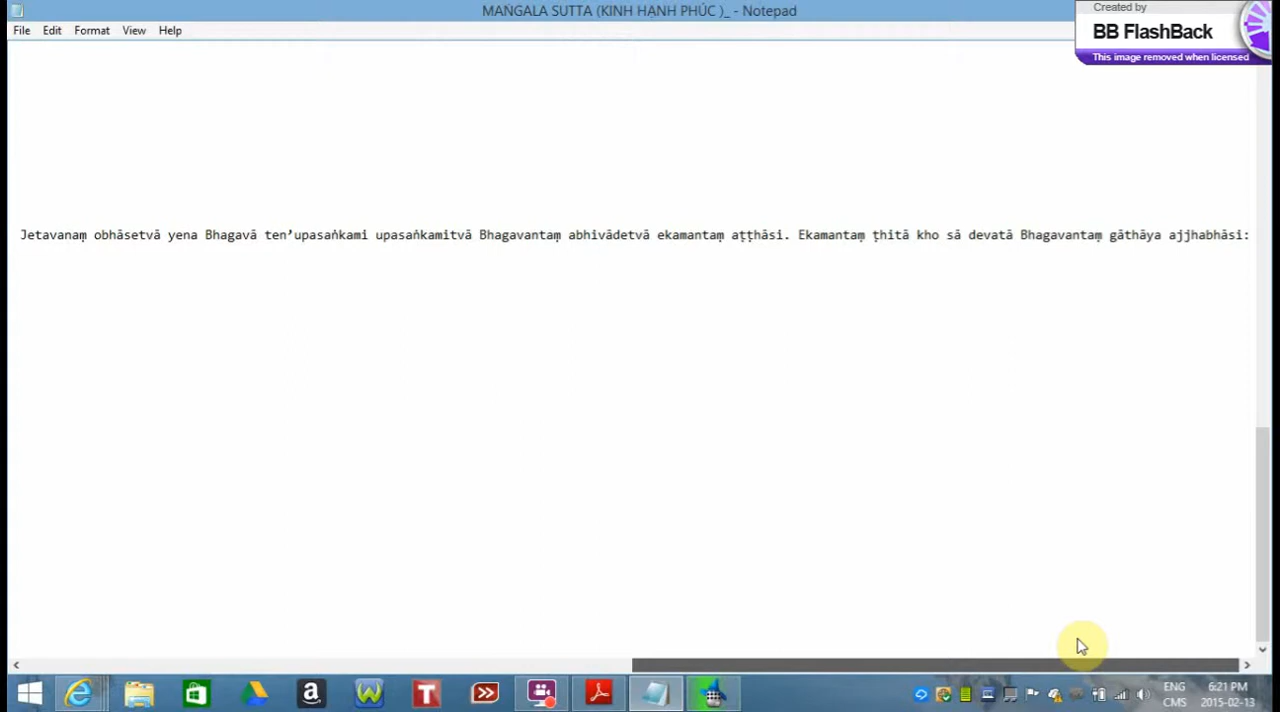 MAṄGALA SUTTA (KINH HẠNH PHÚC )_ - Notepad
Created by
BB FlashBack
This image removed when licensed
File Edit Format View Help
Jetavanaṃ obhāsetvā yena Bhagavā ten’upasaṅkami upasaṅkamitvā Bhagavantaṃ abhivādetvā ekamantaṃ aṭṭhāsi. Ekamantaṃ ṭhitā kho sā devatā Bhagavantaṃ gāthāya ajjhabhāsi:
ENG 6:21 PM
CMS 2015-02-13